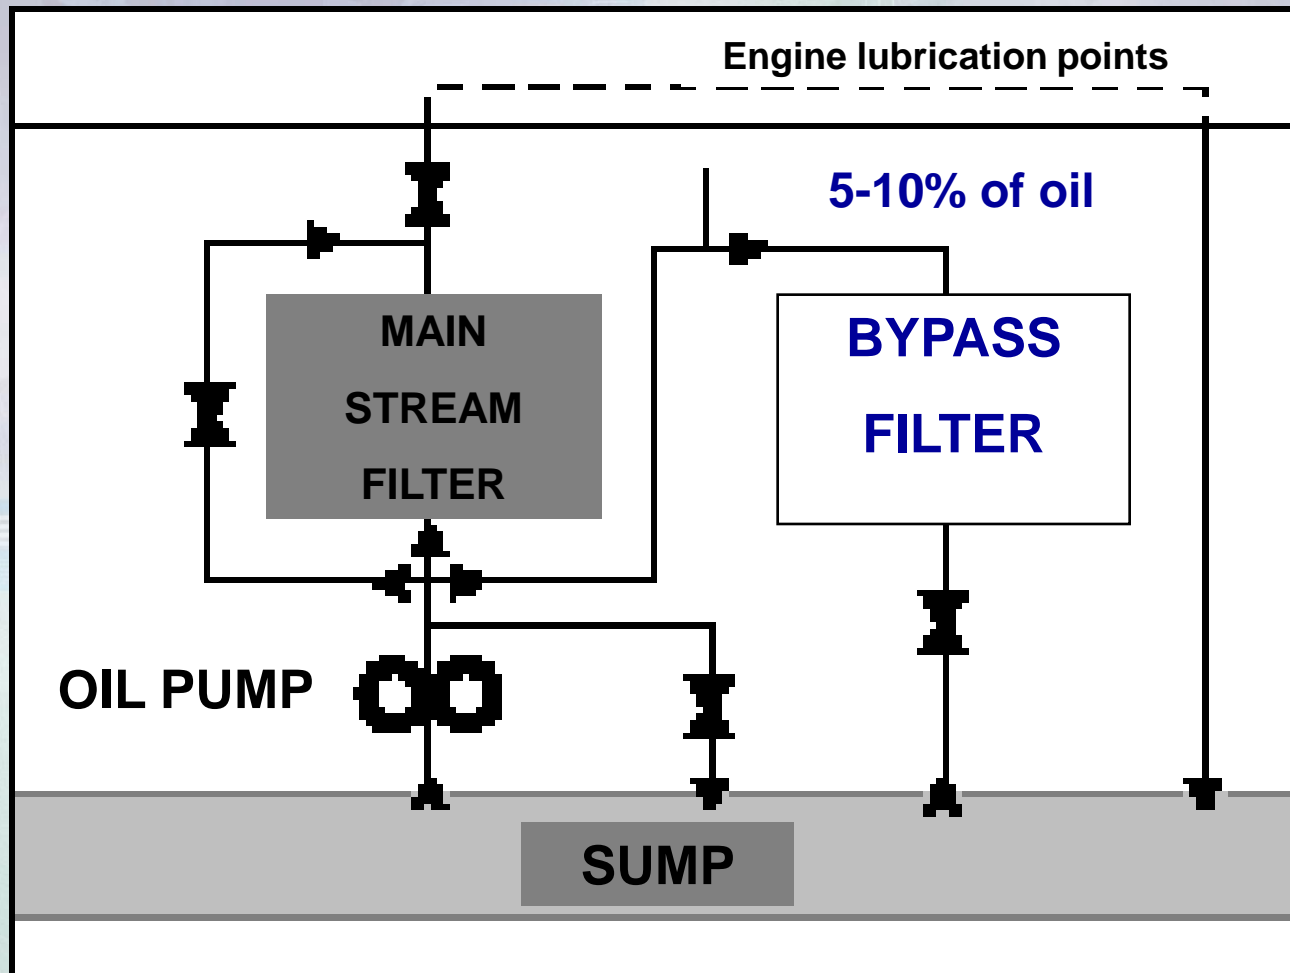 Engine lubrication points
5-10% of oil
MAIN
STREAM
FILTER
BYPASS
FILTER
OIL PUMP
SUMP